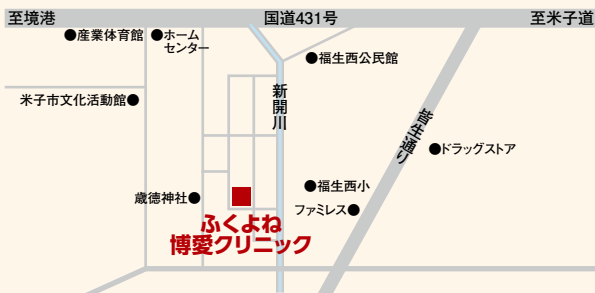 至境港
国道431号
至米子道
●産業体育館
●ホーム
センター
●福生西公民館
米子市文化活動館●
新開川
皆生通り
●ドラッグストア
●福生西小
歳徳神社●
ファミレス●
ふくよね
博愛クリニック